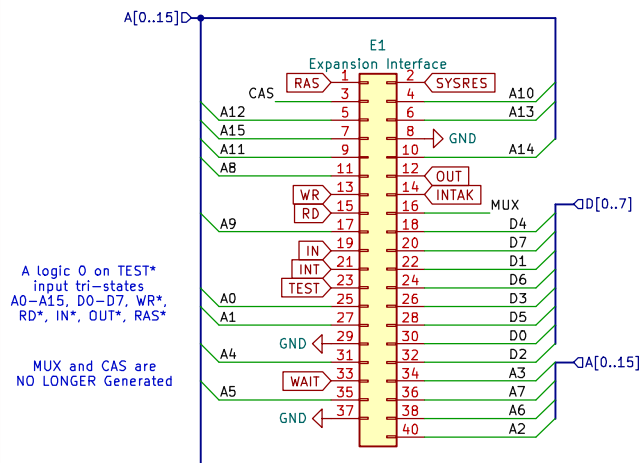 A[0..15]
E1
Expansion Interface
RAS 1 2 SYSRES
CAS 3 4 A10
A12 5 6 A13
A15 7 8 GND
A11 9 10 A14
A8 11 12 OUT
WR 13 14 INTAK
RD 15 16 MUX
D[0..7]
A9 17 18 D4
IN 19 20 D7
INT 21 22 D1
TEST 23 24 D6
A0 25 26 D3
A1 27 28 D5
GND 29 30 D0
A4 31 32 D2
A[0..15]
WAIT 33 34 A3
A5 35 36 A7
GND 37 38 A6
40 A2
A logic 0 on TEST*
input tri-states
A0-A15, D0-D7, WR*,
RD*, IN*, OUT*, RAS*
MUX and CAS are
NO LONGER Generated